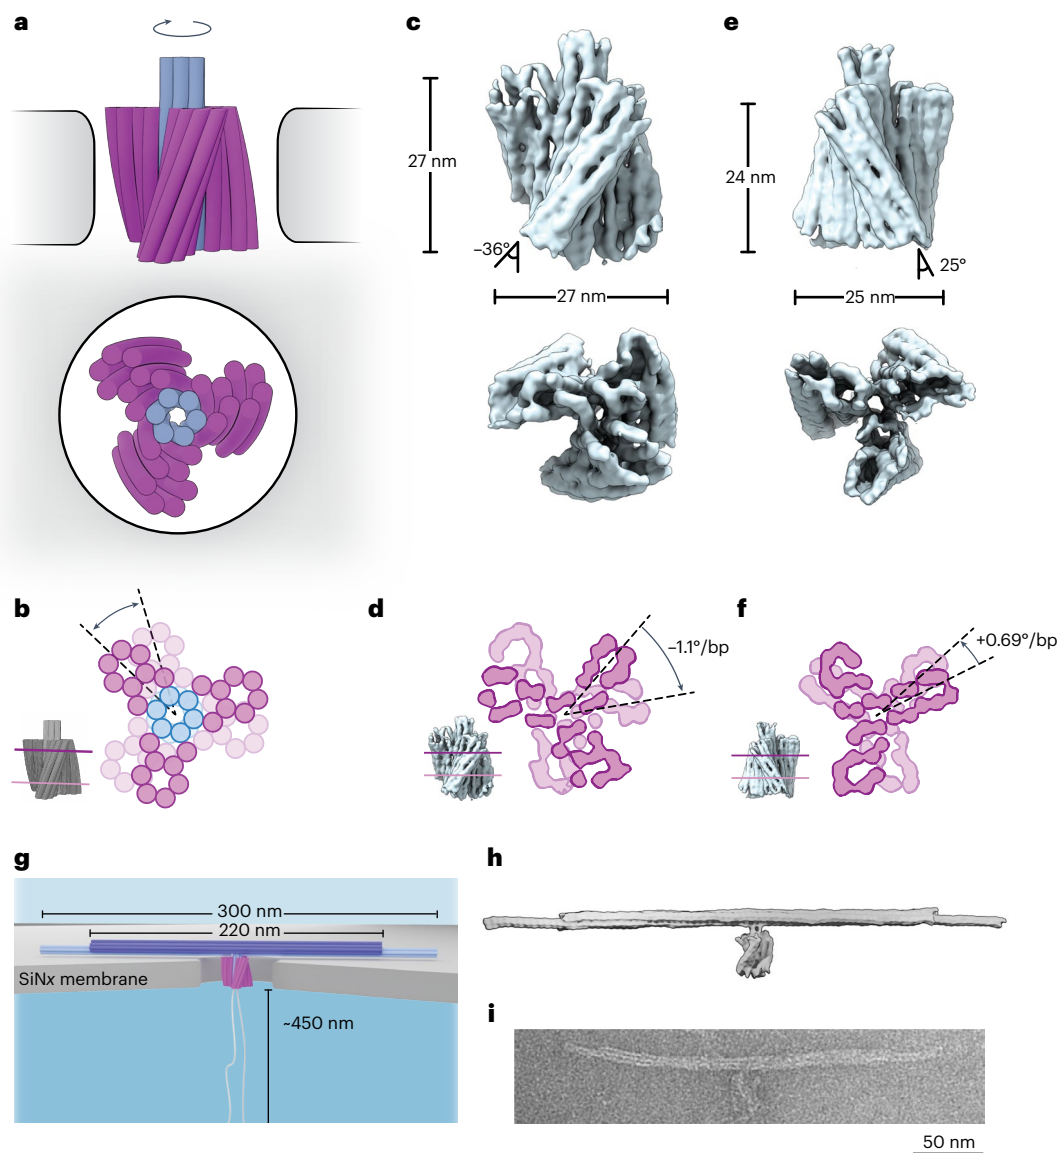 a
c
e
27 nm
24 nm
−36°
25°
27 nm
25 nm
b
d
f
−1.1°/bp
+0.69°/bp
g
h
300 nm
220 nm
SiNx membrane
~450 nm
i
50 nm